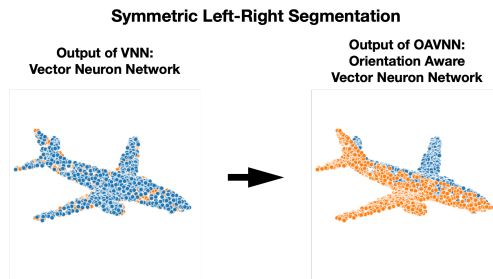 Symmetric Left-Right Segmentation
Output of VNN:
Vector Neuron Network
Output of OAVNN:
Orientation Aware
Vector Neuron Network